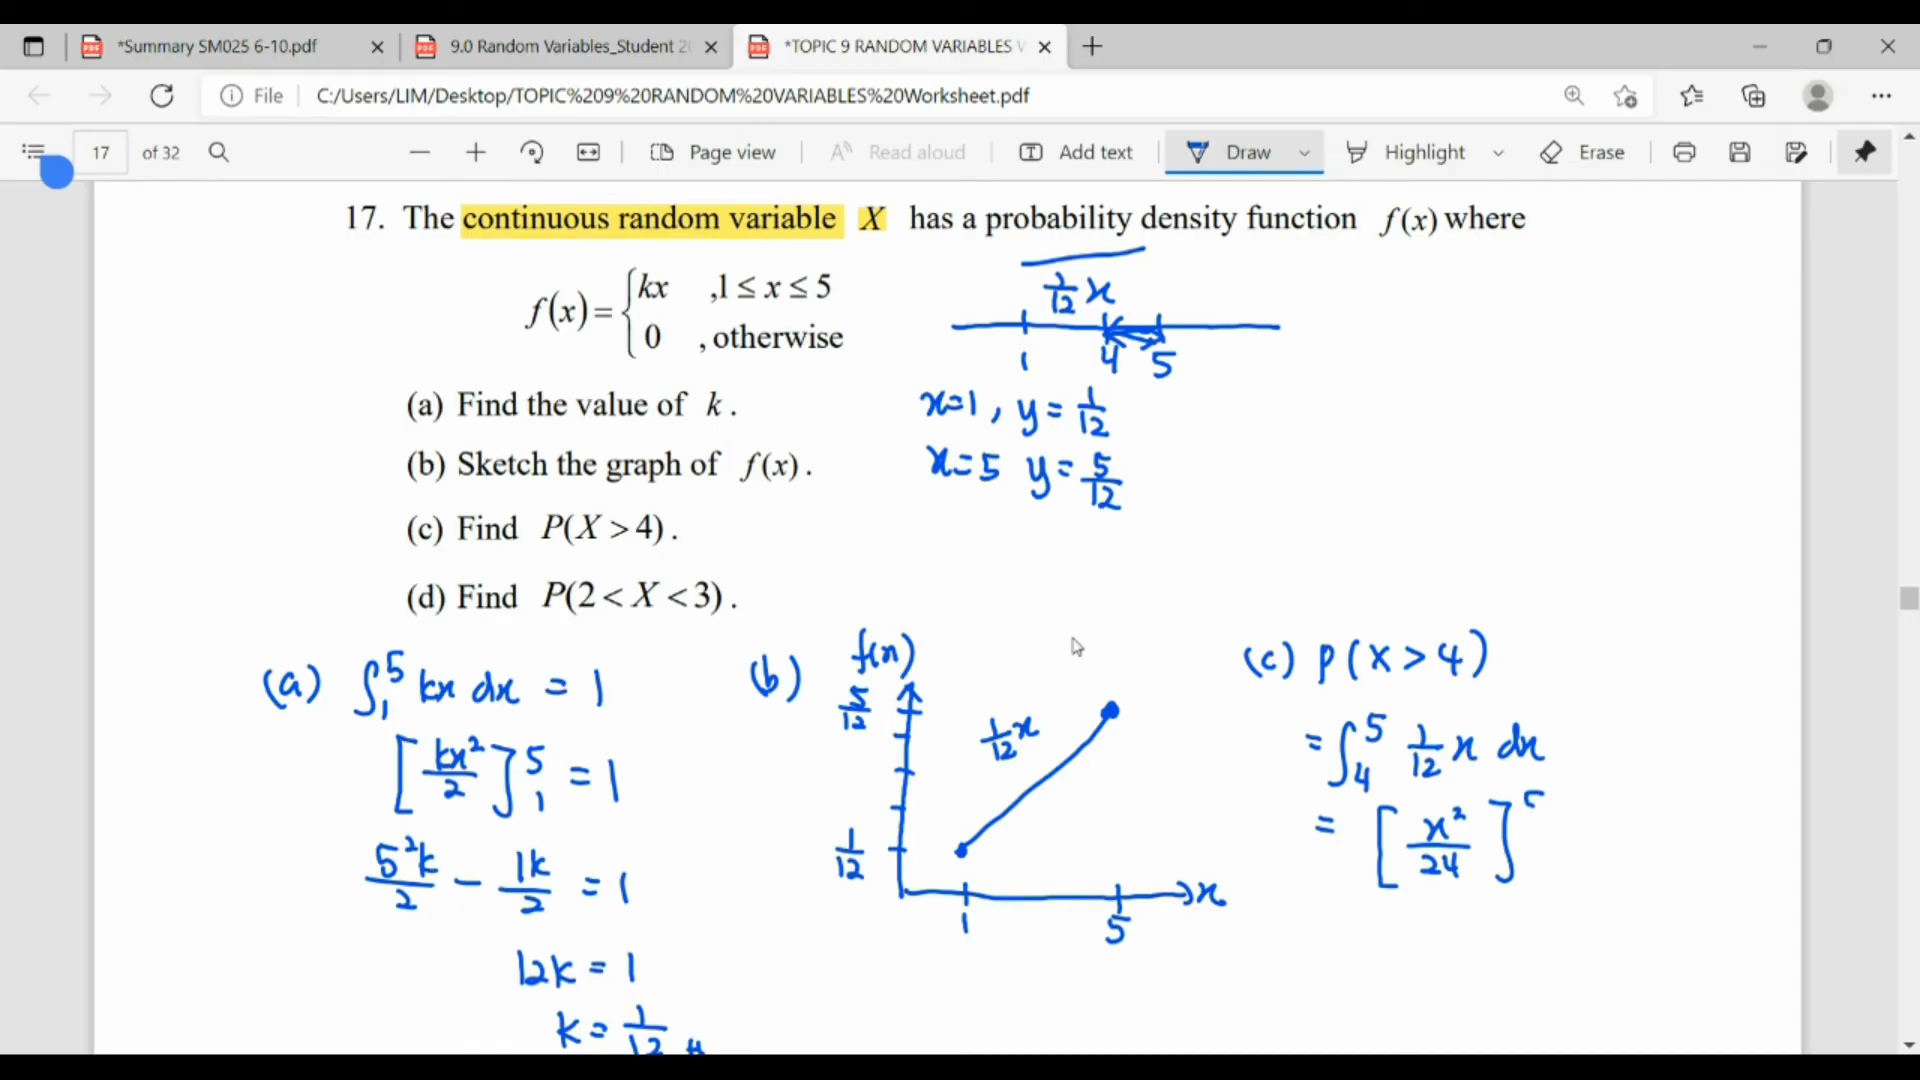 *Summary SM025 6-10.pdf
9.0 Random Variables_Student 2
*TOPIC 9 RANDOM VARIABLES
File
C:/Users/LIM/Desktop/TOPIC%209%20RANDOM%20VARIABLES%20Worksheet.pdf
17 of 32
Page view
Read aloud
Add text
Draw
Highlight
Erase
17. The continuous random variable X has a probability density function f(x) where
f(x)= { kx ,1 ≤ x ≤ 5
0 , otherwise
1/12 x
1 4 5
(a) Find the value of k.
x=1, y = 1/12
(b) Sketch the graph of f(x).
x=5 y = 5/12
(c) Find P(X > 4).
(d) Find P(2 < X < 3).
(a) ∫₁⁵ kx dx = 1
[kx²/2]₁⁵ = 1
5²k/2 − 1k/2 = 1
12k = 1
k = 1/12 #
(b) f(x)
5/12
1/12 x
1/12
x
1 5
(c) P(X > 4)
= ∫₄⁵ 1/12 x dx
= [x²/24]